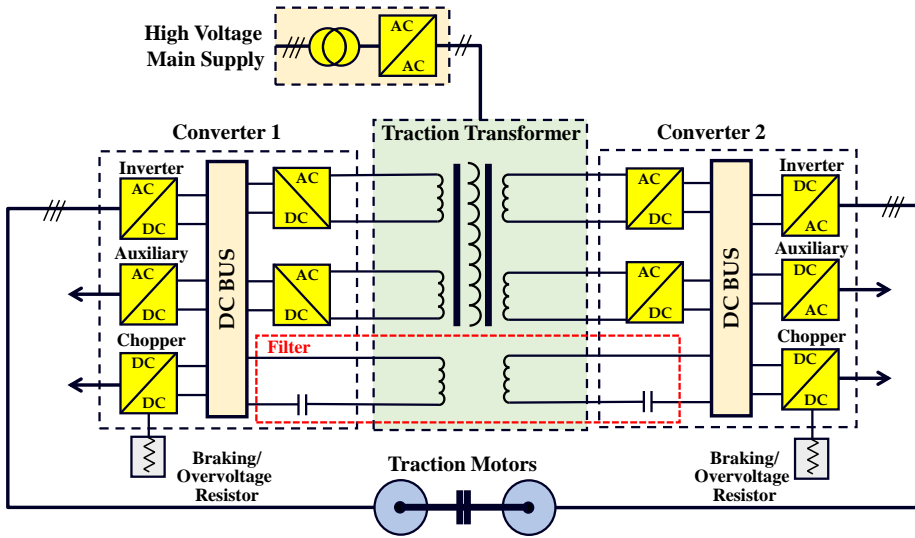 High Voltage
Main Supply
AC
AC
Converter 1
Traction Transformer
Converter 2
Inverter
AC
DC
AC
DC
AC
DC
Inverter
DC
AC
Auxiliary
AC
DC
AC
DC
AC
DC
Auxiliary
DC
AC
DC BUS
DC BUS
Chopper
DC
DC
Filter
Chopper
DC
DC
Braking/
Overvoltage
Resistor
Traction Motors
Braking/
Overvoltage
Resistor